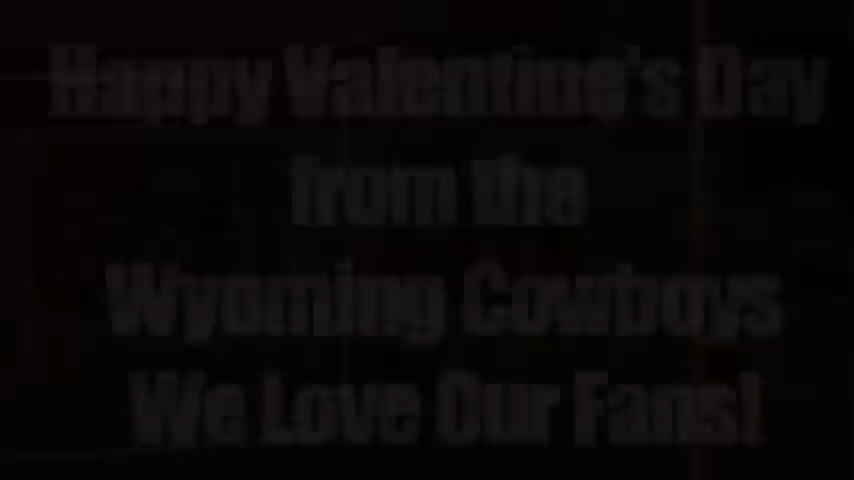 Happy Valentine's Day
from the
Wyoming Cowboys
We Love Our Fans!